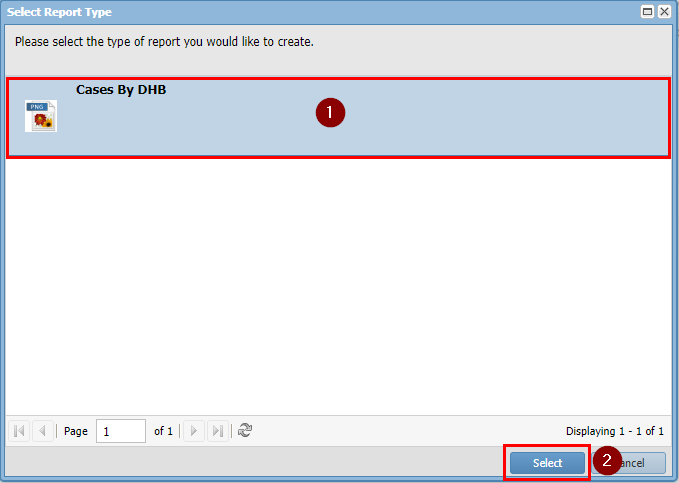 Select Report Type
Please select the type of report you would like to create.
Cases By DHB
PNG
1
Page 1 of 1
Displaying 1 - 1 of 1
Select
2
ancel